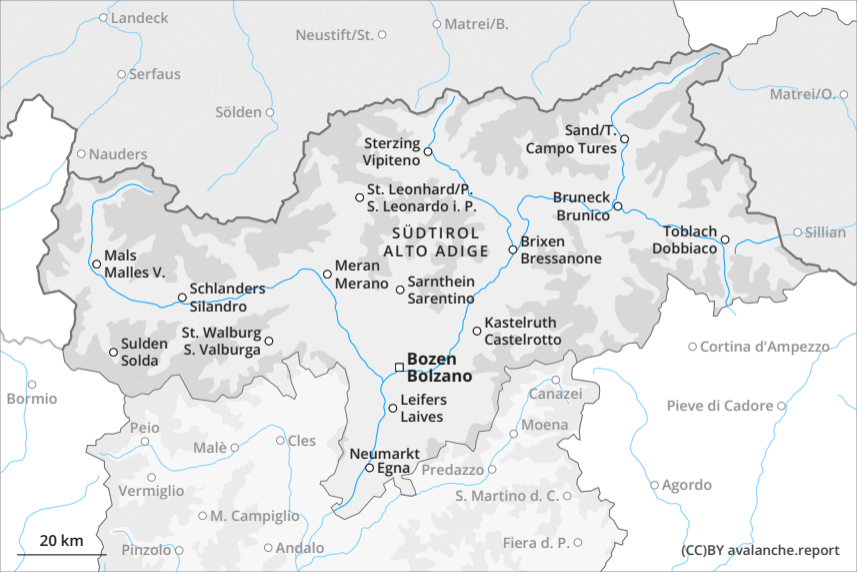 Landeck
Matrei/B.
Neustift/St.
Serfaus
Matrei/O.
Sölden
Sand/T.
Campo Tures
Sterzing
Vipiteno
Nauders
St. Leonhard/P.
S. Leonardo i. P.
Bruneck
Brunico
SÜDTIROL
ALTO ADIGE
Toblach
Dobbiaco
Sillian
Brixen
Bressanone
Mals
Malles V.
Meran
Merano
Sarnthein
Sarentino
Schlanders
Silandro
Kastelruth
Castelrotto
St. Walburg
S. Valburga
Sulden
Solda
Cortina d'Ampezzo
Bozen
Bolzano
Bormio
Canazei
Leifers
Laives
Pieve di Cadore
Peio
Moena
Malè
Cles
Neumarkt
Egna
Predazzo
Vermiglio
Agordo
S. Martino d. C.
M. Campiglio
20 km
Pinzolo
Andalo
Fiera d. P.
(CC)BY avalanche.report